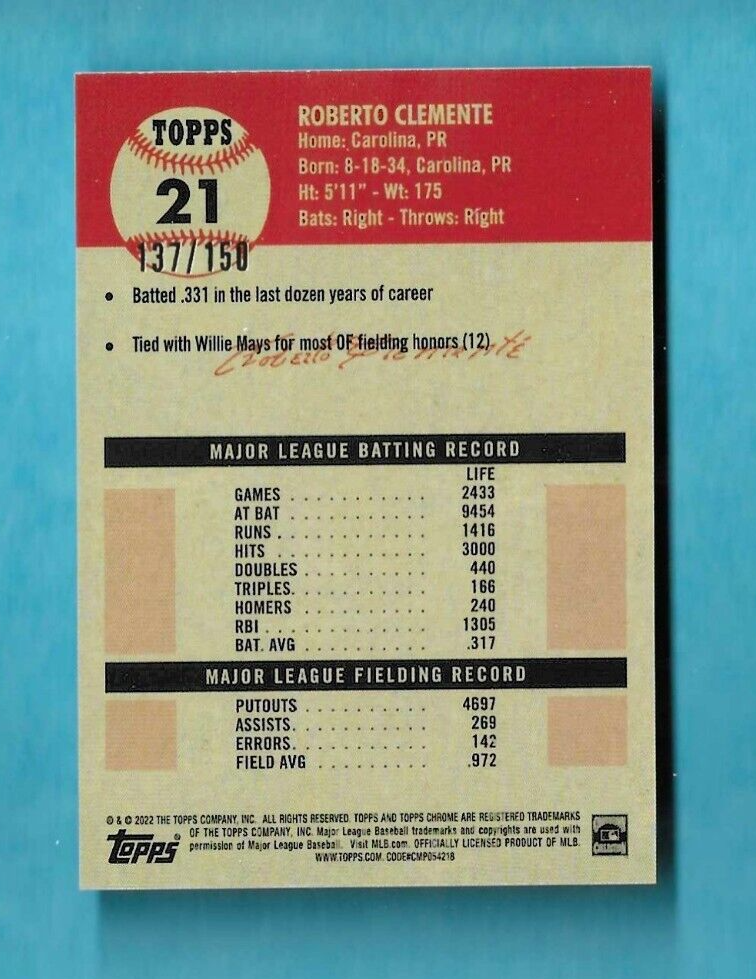 TOPPS
21
137/150
ROBERTO CLEMENTE
Home: Carolina, PR
Born: 8-18-34, Carolina, PR
Ht: 5'11" - Wt: 175
Bats: Right - Throws: Right
• Batted .331 in the last dozen years of career
• Tied with Willie Mays for most OF fielding honors (12)
Roberto Clemente
MAJOR LEAGUE BATTING RECORD
LIFE
GAMES . . . . . . . . . . . 2433
AT BAT . . . . . . . . . . . 9454
RUNS . . . . . . . . . . . 1416
HITS . . . . . . . . . . . 3000
DOUBLES . . . . . . . . . 440
TRIPLES. . . . . . . . . . 166
HOMERS . . . . . . . . . 240
RBI . . . . . . . . . . . . 1305
BAT. AVG . . . . . . . . . .317
MAJOR LEAGUE FIELDING RECORD
PUTOUTS . . . . . . . . . 4697
ASSISTS. . . . . . . . . . 269
ERRORS. . . . . . . . . . 142
FIELD AVG . . . . . . . . .972
© & © 2022 THE TOPPS COMPANY, INC. ALL RIGHTS RESERVED. TOPPS AND TOPPS CHROME ARE REGISTERED TRADEMARKS
OF THE TOPPS COMPANY, INC. Major League Baseball trademarks and copyrights are used with
permission of Major League Baseball. Visit MLB.com. OFFICIALLY LICENSED PRODUCT OF MLB.
WWW.TOPPS.COM. CODE#CMP054218
TOPPS